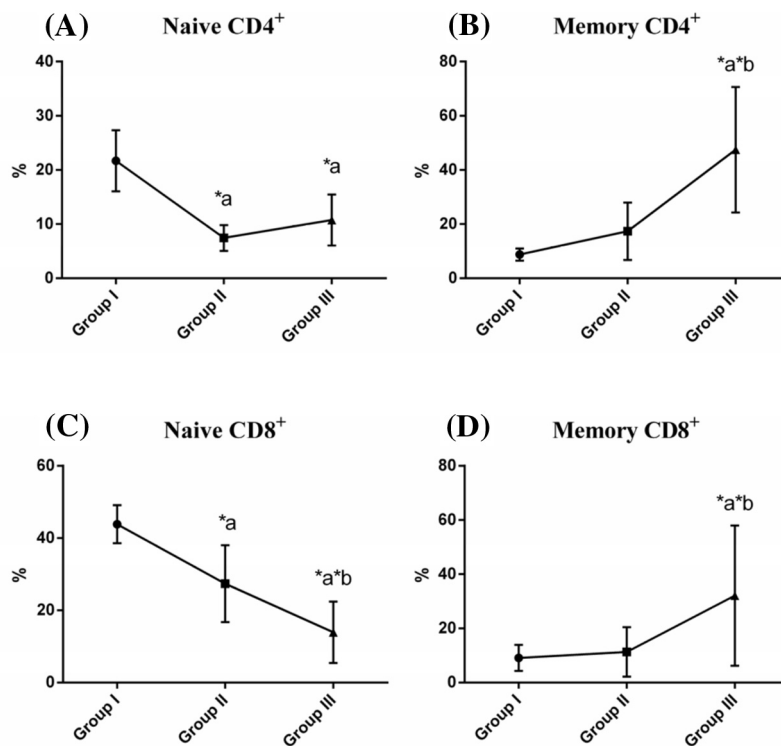 (A) Naive CD4⁺
40
30
20
10
0
%
*a
*a
Group I
Group II
Group III
(B) Memory CD4⁺
80
60
40
20
0
%
*a*b
Group I
Group II
Group III
(C) Naive CD8⁺
60
40
20
0
%
*a
*a*b
Group I
Group II
Group III
(D) Memory CD8⁺
80
60
40
20
0
%
*a*b
Group I
Group II
Group III